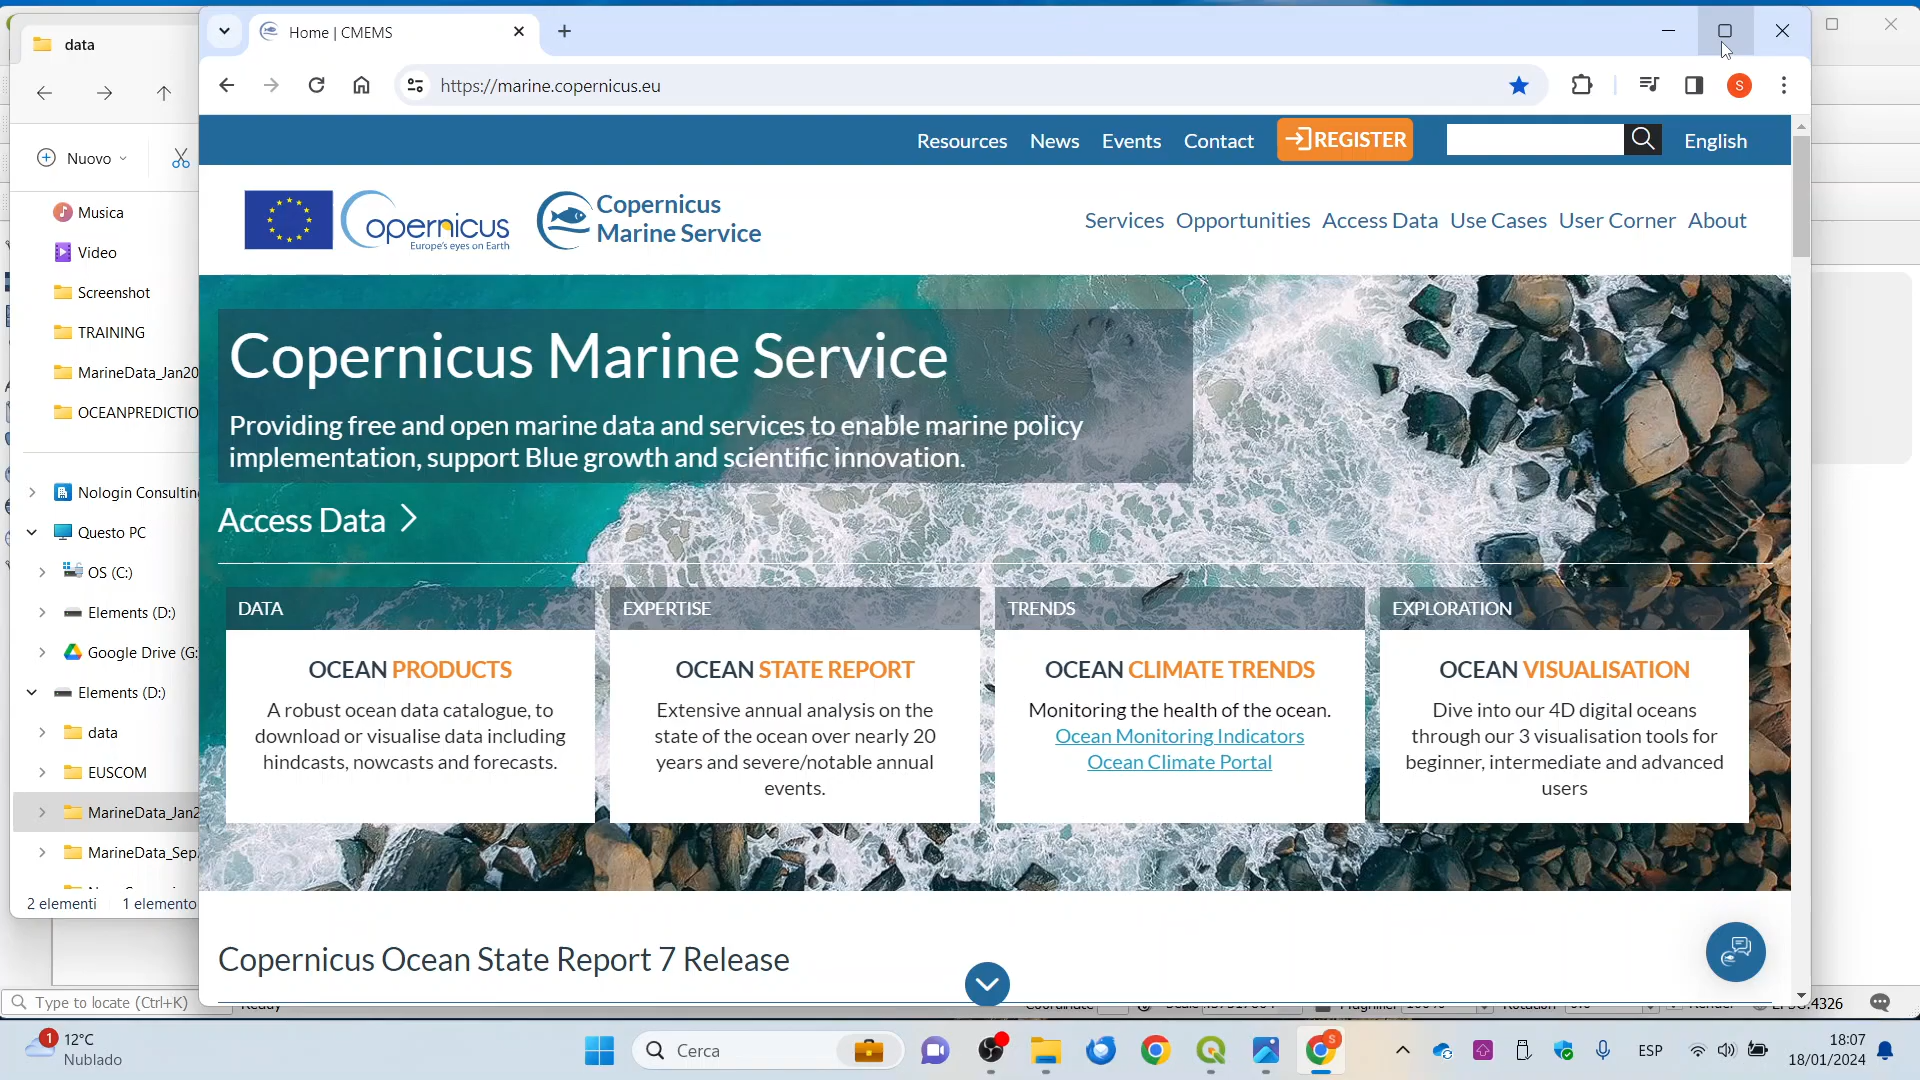 data
Home | CMEMS
https://marine.copernicus.eu
S
Nuovo
Musica
Video
Screenshot
TRAINING
MarineData_Jan20
OCEANPREDICTIO
Nologin Consultin
Questo PC
OS (C:)
Elements (D:)
Google Drive (G:
Elements (D:)
data
EUSCOM
MarineData_Jan2
MarineData_Sep
2 elementi 1 elemento
Resources News Events Contact REGISTER English
opernicus
Europe's eyes on Earth
Copernicus
Marine Service
Services Opportunities Access Data Use Cases User Corner About
Copernicus Marine Service
Providing free and open marine data and services to enable marine policy
implementation, support Blue growth and scientific innovation.
Access Data
DATA
OCEAN PRODUCTS
A robust ocean data catalogue, to
download or visualise data including
hindcasts, nowcasts and forecasts.
EXPERTISE
OCEAN STATE REPORT
Extensive annual analysis on the
state of the ocean over nearly 20
years and severe/notable annual
events.
TRENDS
OCEAN CLIMATE TRENDS
Monitoring the health of the ocean.
Ocean Monitoring Indicators
Ocean Climate Portal
EXPLORATION
OCEAN VISUALISATION
Dive into our 4D digital oceans
through our 3 visualisation tools for
beginner, intermediate and advanced
users
Copernicus Ocean State Report 7 Release
Type to locate (Ctrl+K) Ready 4326
1
12°C
Nublado
Cerca
S
ESP
18:07
18/01/2024